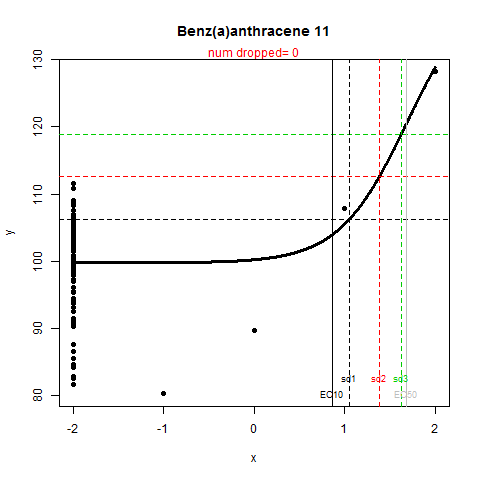 Benz(a)anthracene 11
num dropped= 0
130
120
110
100
90
80
y
sd1 sd2 sd3
EC10 EC50
-2 -1 0 1 2
x